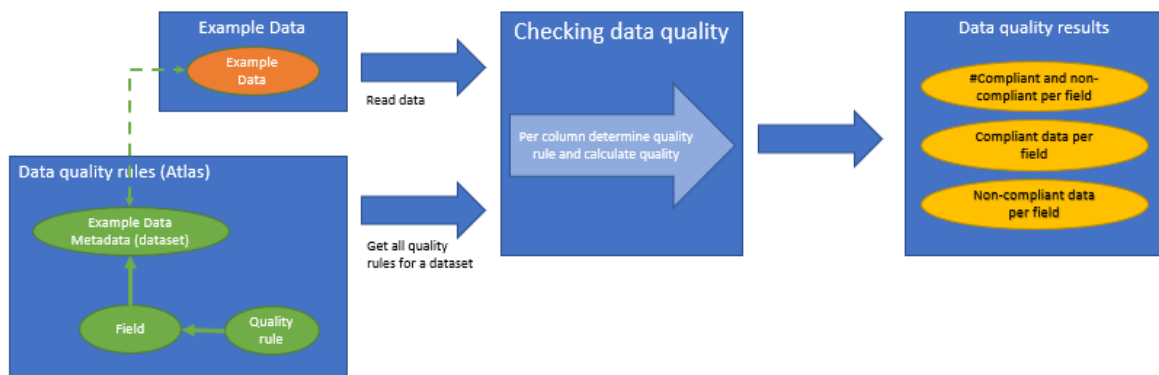 Example Data
Example
Data
Read data
Data quality rules (Atlas)
Example Data
Metadata (dataset)
Field
Quality
rule
Get all quality
rules for a dataset
Checking data quality
Per column determine quality
rule and calculate quality
Data quality results
#Compliant and non-
compliant per field
Compliant data per
field
Non-compliant data
per field